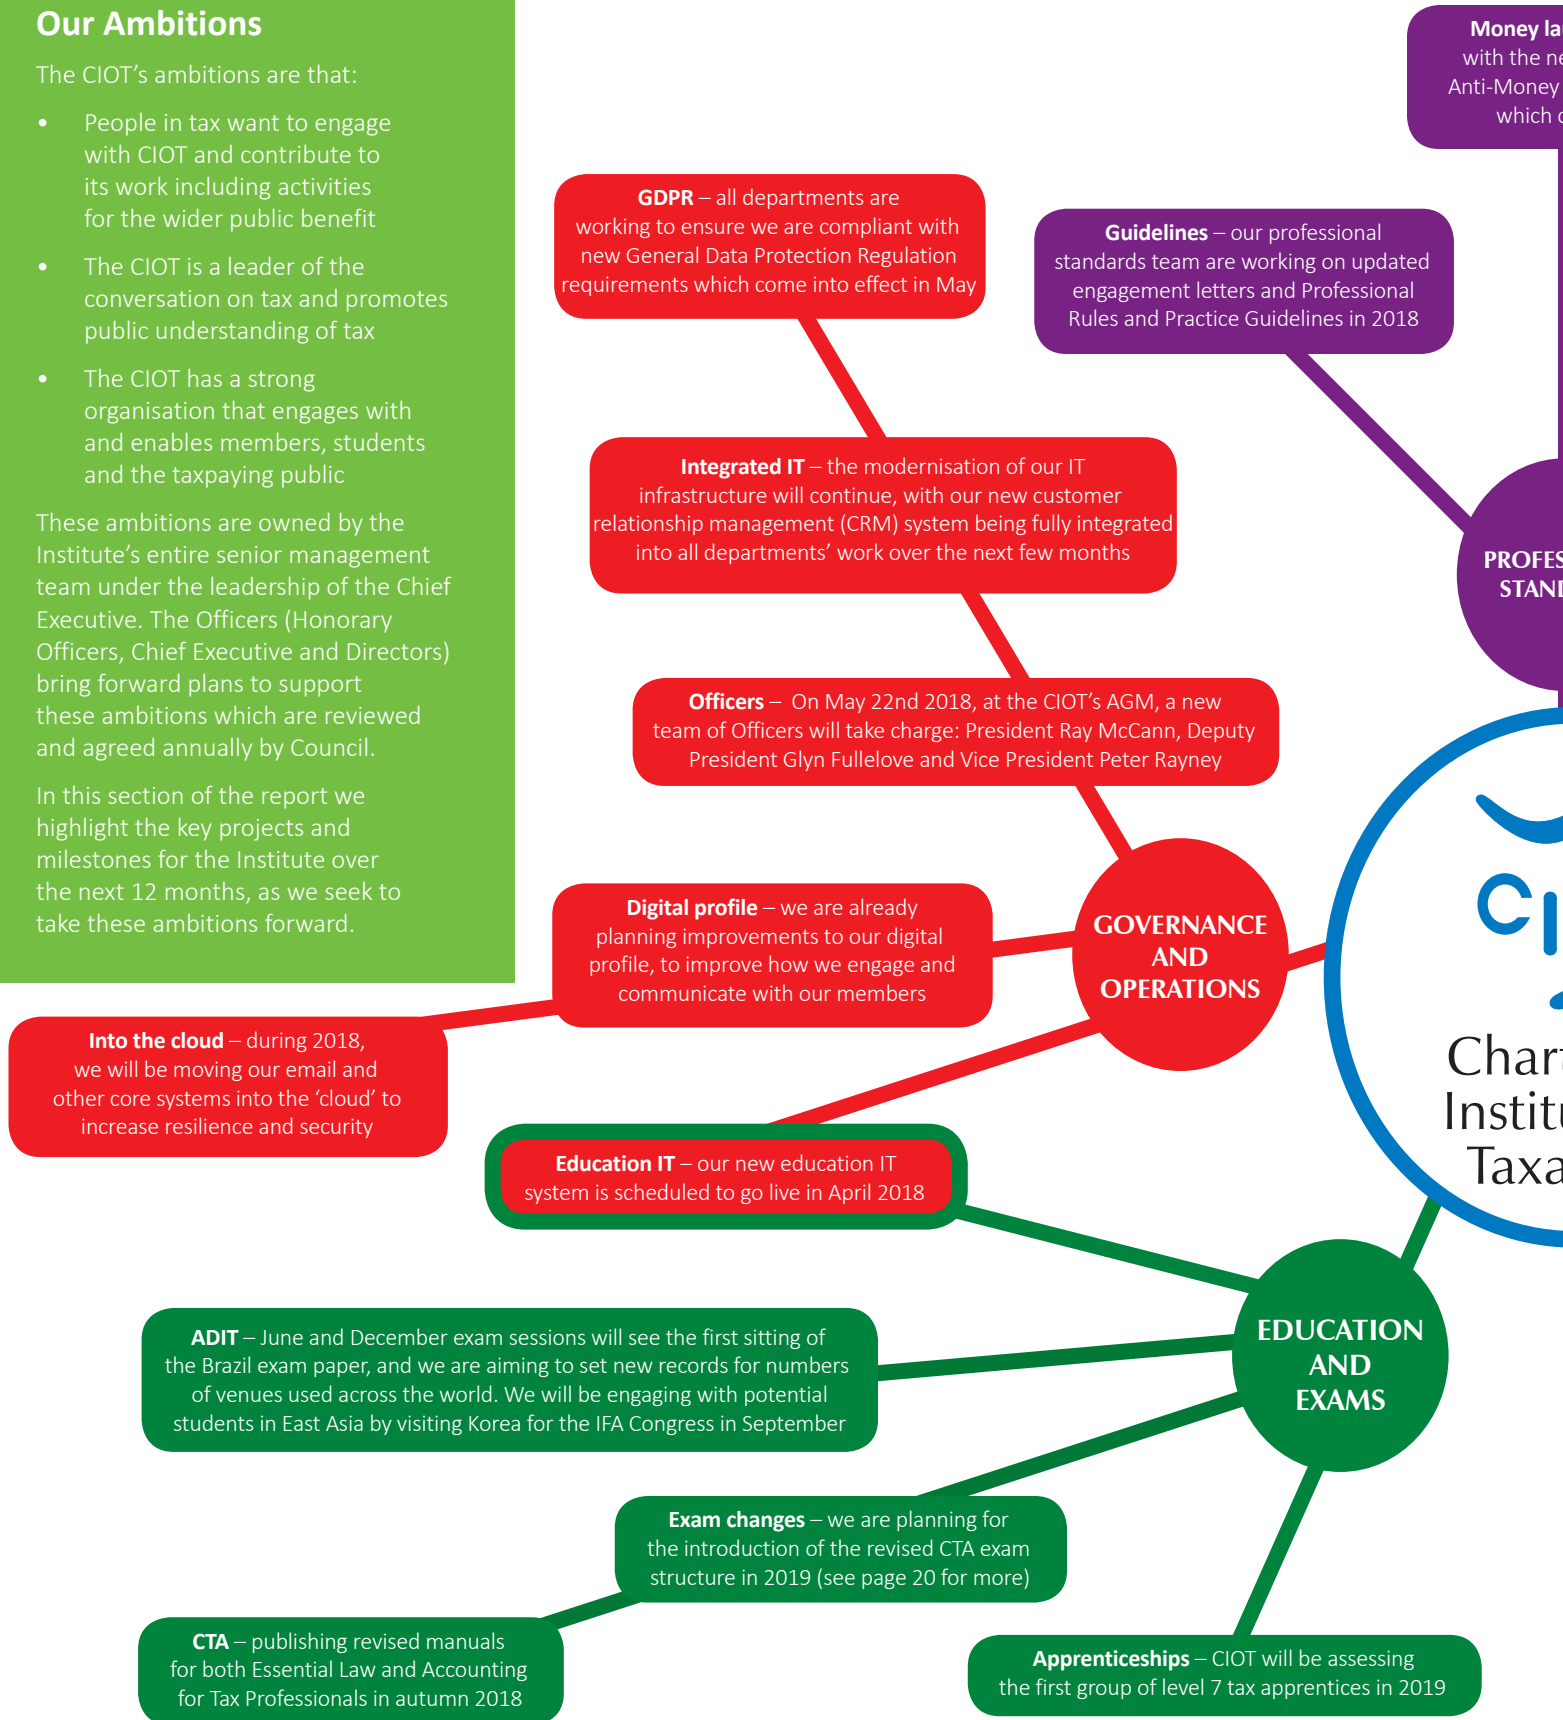 Our Ambitions
The CIOT’s ambitions are that:
• People in tax want to engage
with CIOT and contribute to
its work including activities
for the wider public benefit
• The CIOT is a leader of the
conversation on tax and promotes
public understanding of tax
• The CIOT has a strong
organisation that engages with
and enables members, students
and the taxpaying public
These ambitions are owned by the
Institute’s entire senior management
team under the leadership of the Chief
Executive. The Officers (Honorary
Officers, Chief Executive and Directors)
bring forward plans to support
these ambitions which are reviewed
and agreed annually by Council.
In this section of the report we
highlight the key projects and
milestones for the Institute over
the next 12 months, as we seek to
take these ambitions forward.
Money
with the
Anti-Money
which
GDPR – all departments are
working to ensure we are compliant with
new General Data Protection Regulation
requirements which come into effect in May
Guidelines – our professional
standards team are working on updated
engagement letters and Professional
Rules and Practice Guidelines in 2018
Integrated IT – the modernisation of our IT
infrastructure will continue, with our new customer
relationship management (CRM) system being fully integrated
into all departments’ work over the next few months
Officers – On May 22nd 2018, at the CIOT’s AGM, a new
team of Officers will take charge: President Ray McCann, Deputy
President Glyn Fullelove and Vice President Peter Rayney
Digital profile – we are already
planning improvements to our digital
profile, to improve how we engage and
communicate with our members
GOVERNANCE
AND
OPERATIONS
Into the cloud – during 2018,
we will be moving our email and
other core systems into the ‘cloud’ to
increase resilience and security
Education IT – our new education IT
system is scheduled to go live in April 2018
ADIT – June and December exam sessions will see the first sitting of
the Brazil exam paper, and we are aiming to set new records for numbers
of venues used across the world. We will be engaging with potential
students in East Asia by visiting Korea for the IFA Congress in September
EDUCATION
AND
EXAMS
Exam changes – we are planning for
the introduction of the revised CTA exam
structure in 2019 (see page 20 for more)
CTA – publishing revised manuals
for both Essential Law and Accounting
for Tax Professionals in autumn 2018
Apprenticeships – CIOT will be assessing
the first group of level 7 tax apprentices in 2019